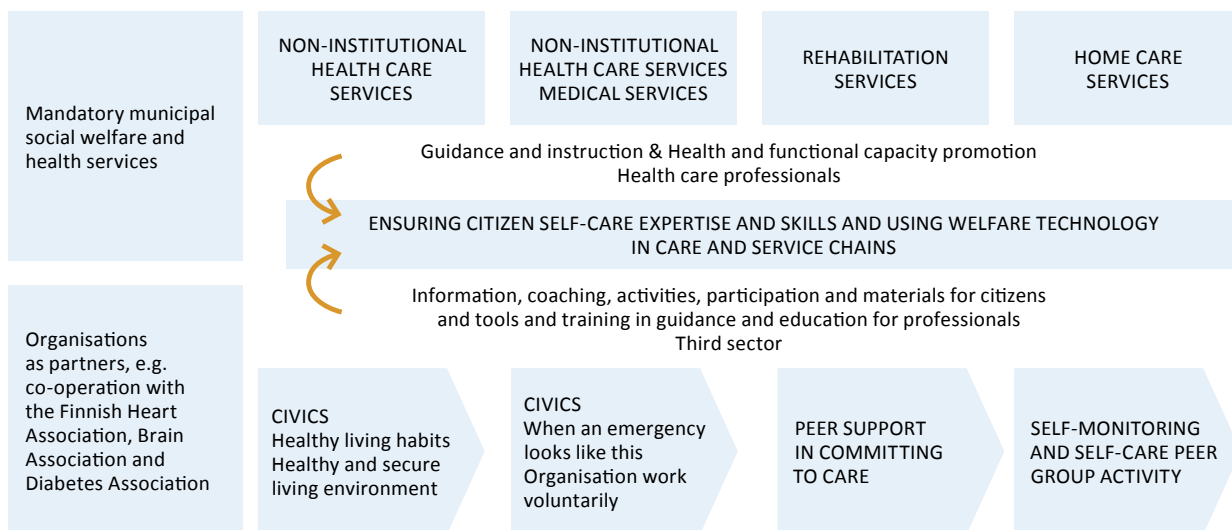 Mandatory municipal
social welfare and
health services
NON-INSTITUTIONAL
HEALTH CARE
SERVICES
NON-INSTITUTIONAL
HEALTH CARE SERVICES
MEDICAL SERVICES
REHABILITATION
SERVICES
HOME CARE
SERVICES
Guidance and instruction & Health and functional capacity promotion
Health care professionals
ENSURING CITIZEN SELF-CARE EXPERTISE AND SKILLS AND USING WELFARE TECHNOLOGY
IN CARE AND SERVICE CHAINS
Information, coaching, activities, participation and materials for citizens
and tools and training in guidance and education for professionals
Third sector
Organisations
as partners, e.g.
co-operation with
the Finnish Heart
Association, Brain
Association and
Diabetes Association
CIVICS
Healthy living habits
Healthy and secure
living environment
CIVICS
When an emergency
looks like this
Organisation work
voluntarily
PEER SUPPORT
IN COMMITTING
TO CARE
SELF-MONITORING
AND SELF-CARE PEER
GROUP ACTIVITY